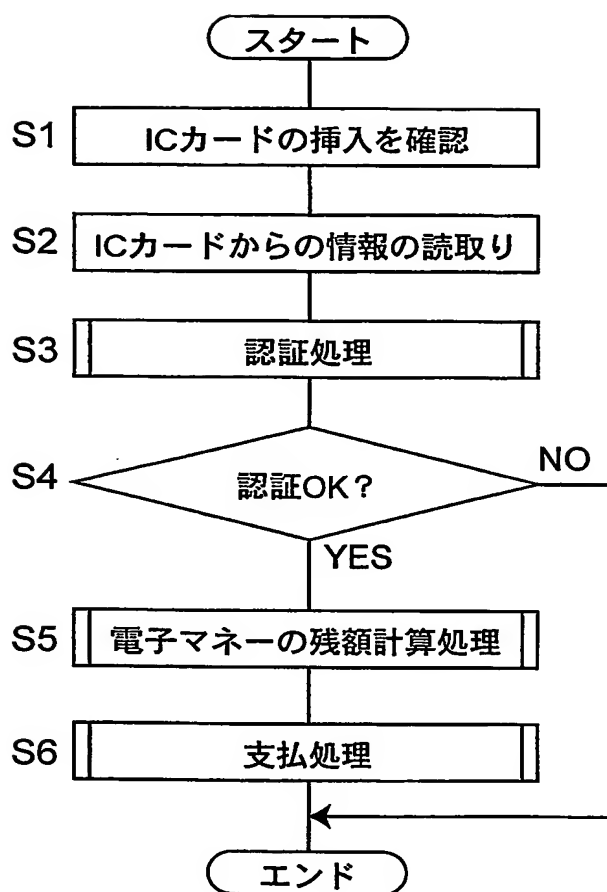 スタート
S1 ICカードの挿入を確認
S2 ICカードからの情報の読取り
S3 認証処理
S4 認証OK？ NO
YES
S5 電子マネーの残額計算処理
S6 支払処理
エンド